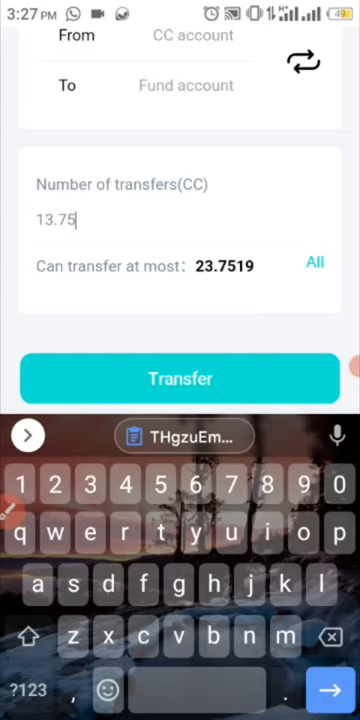 3:27 PM 49
From CC account
To Fund account
Number of transfers(CC)
13.75
Can transfer at most: 23.7519 All
Transfer
THgzuEm...
1 2 3 4 5 6 7 8 9 0
q w e r t y u i o p
a s d f g h j k l
z x c v b n m
?123 , .